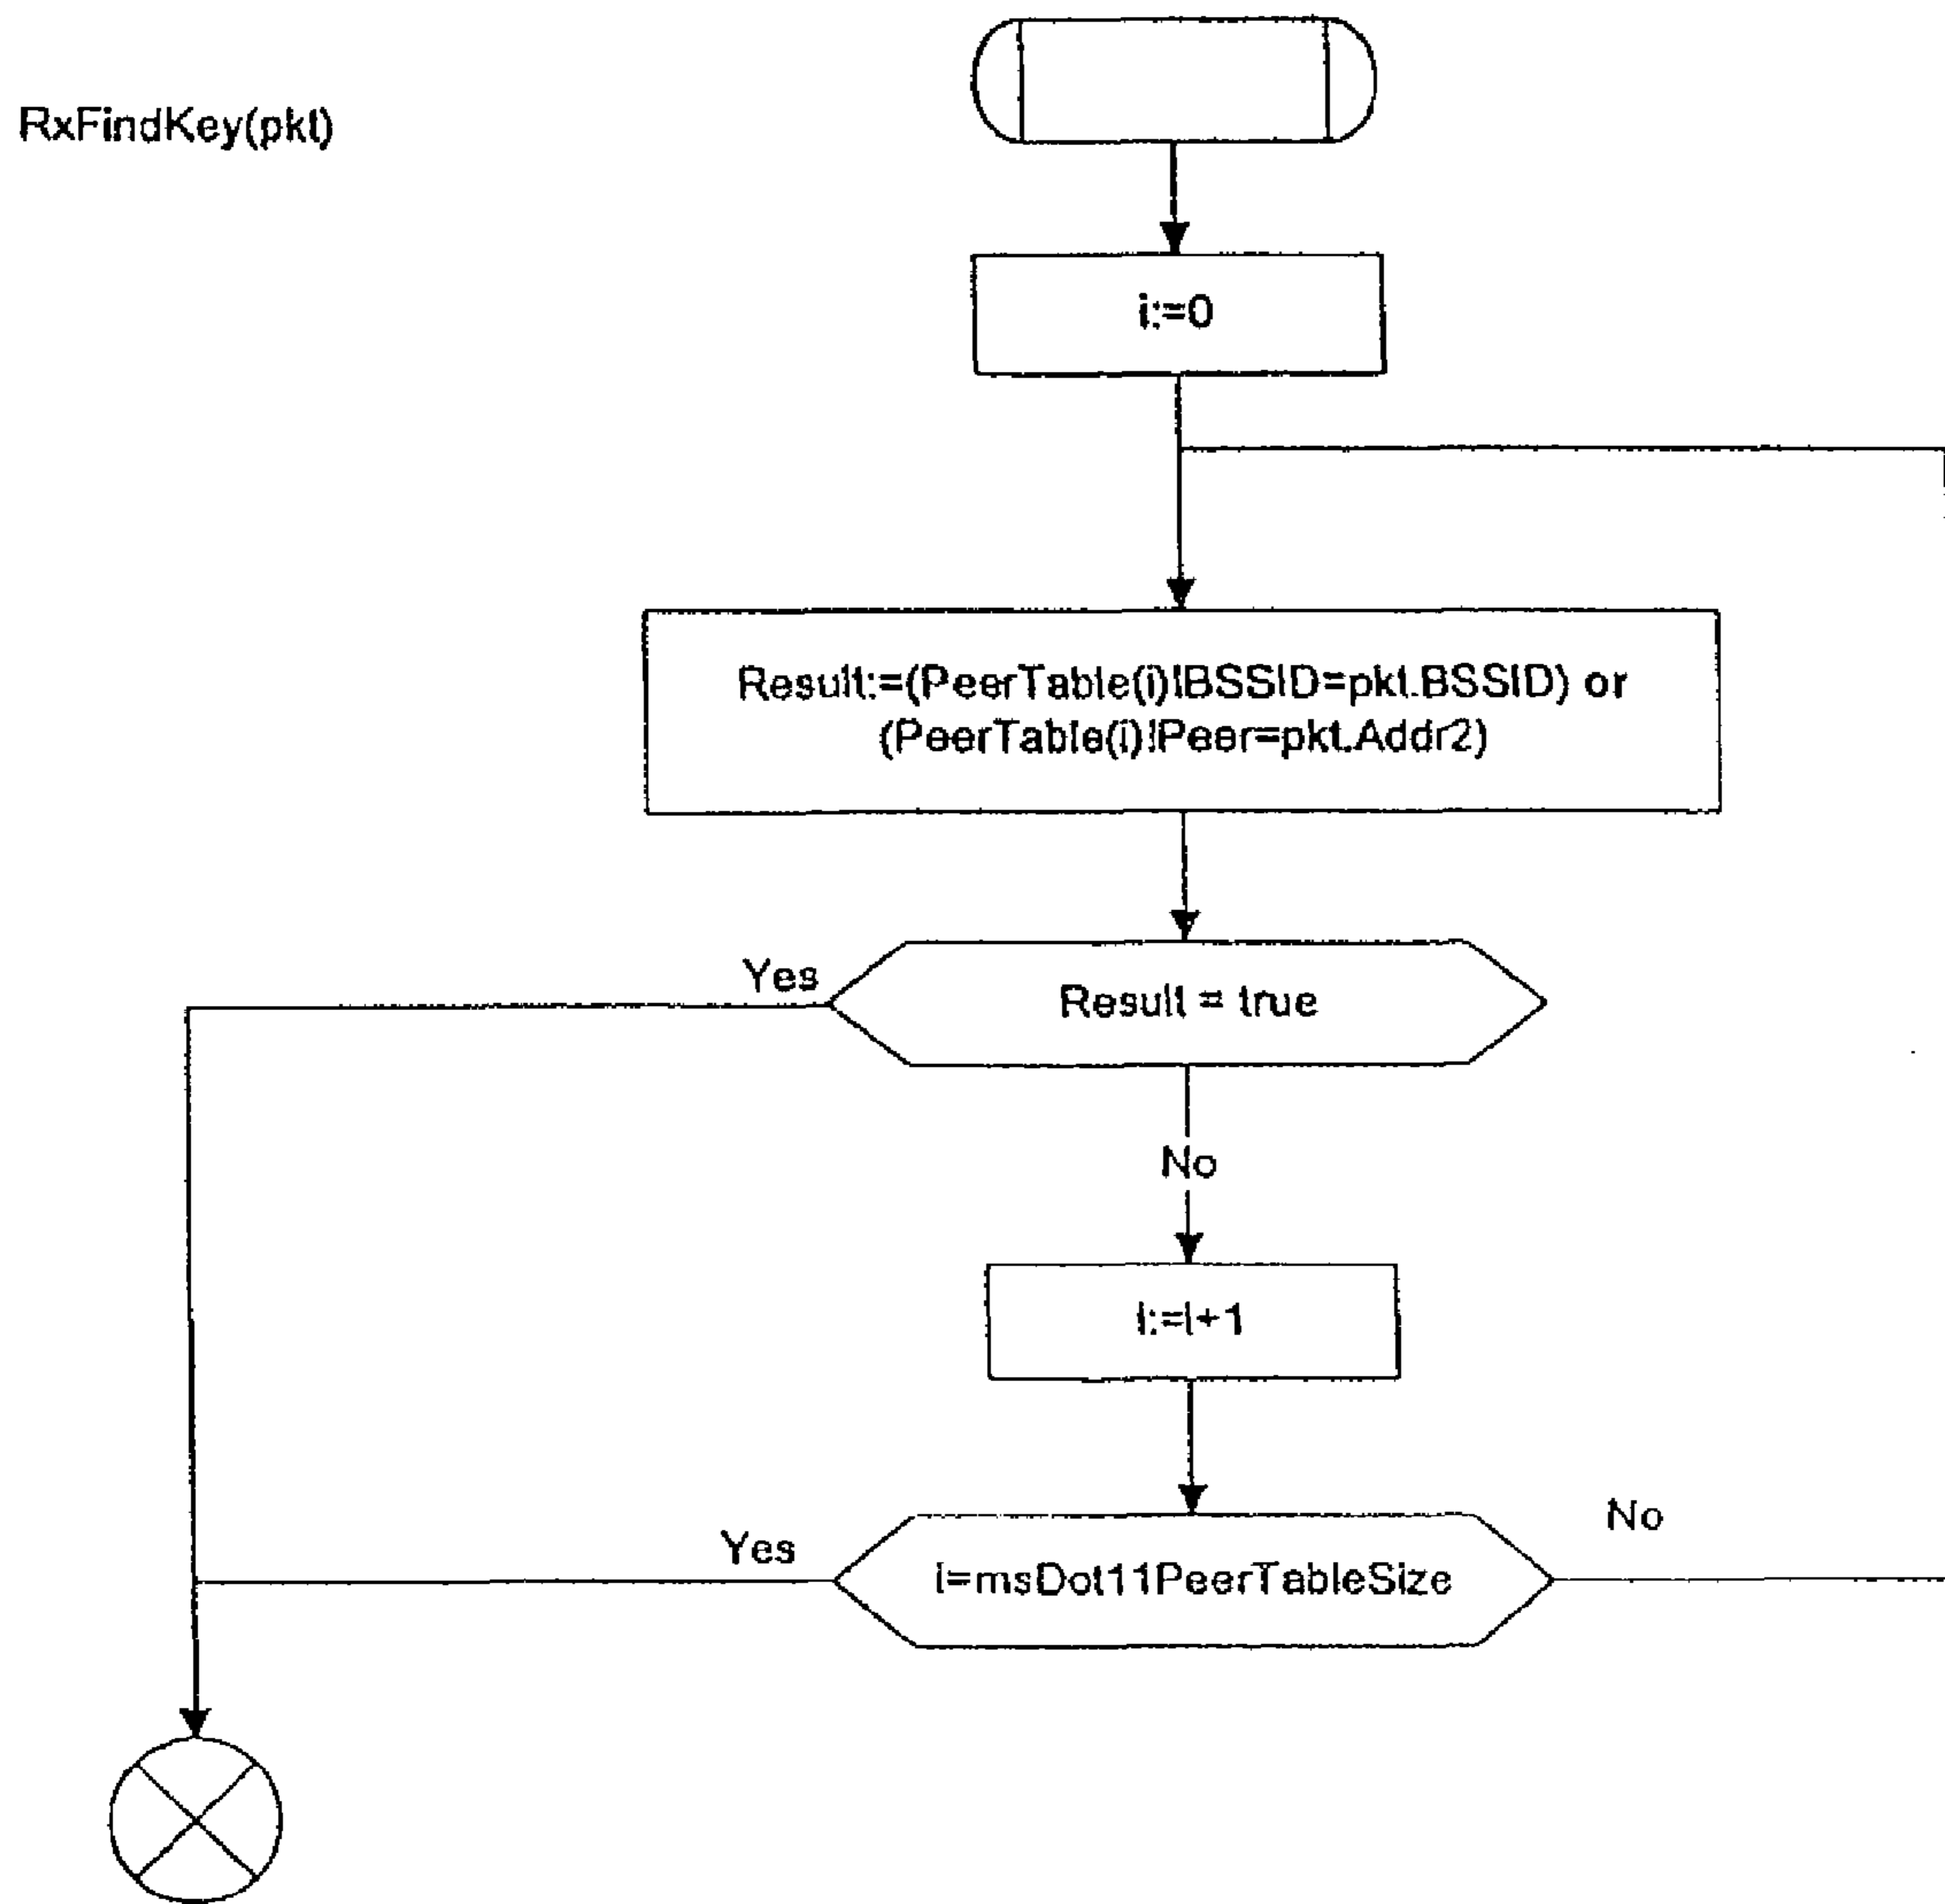 RxFindKey(pkt)
i:=0
Result:=(PeerTable(i)!BSSID=pkt.BSSID) or
(PeerTable(i)!Peer=pkt.Addr2)
Yes
Result = true
No
i:=i+1
No
Yes
i=msDot11PeerTableSize